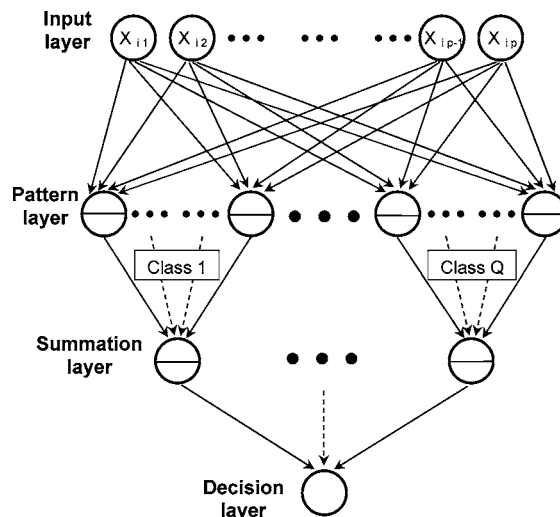 Input
layer
X i1 X i2 X ip-1 X ip
Pattern
layer
Class 1
Class Q
Summation
layer
Decision
layer